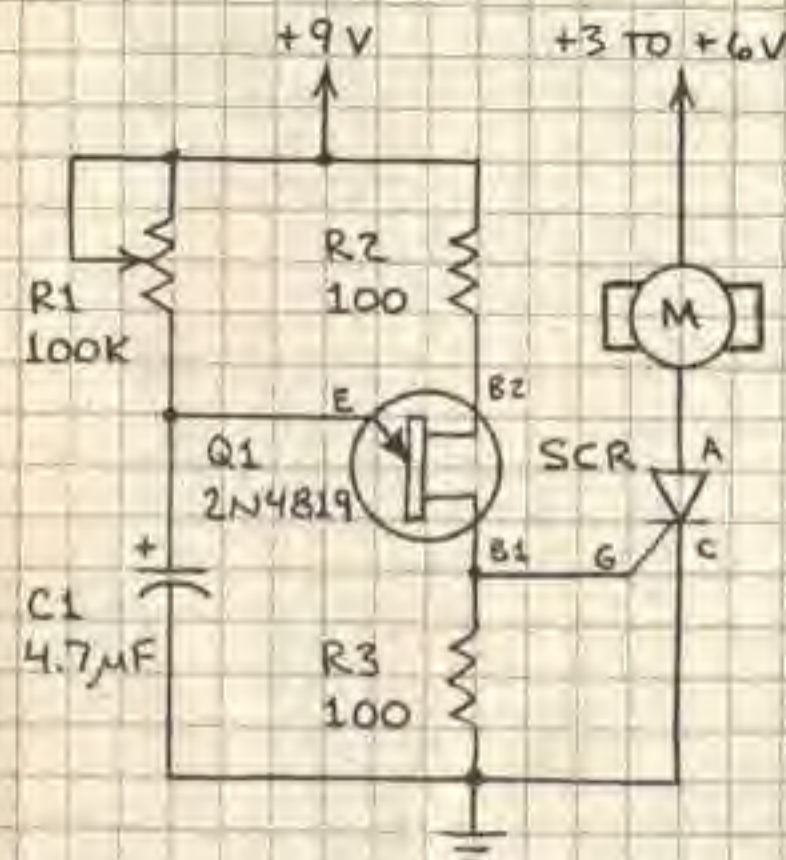 +9V
+3 TO +6V
R1
100K
R2
100
M
E
B2
Q1
2N4819
SCR
A
B1
G
C
+
C1
4.7µF
R3
100